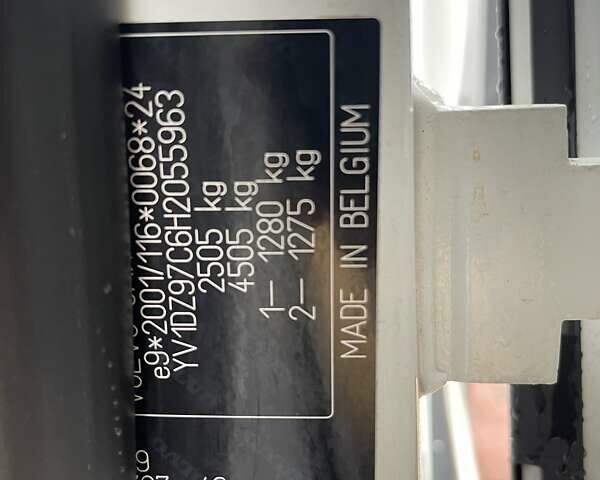 e9*2001/116*0068*24
YV1DZ97C6H2055963
2505 kg
4505 kg
1— 1280 kg
2— 1275 kg
MADE IN BELGIUM